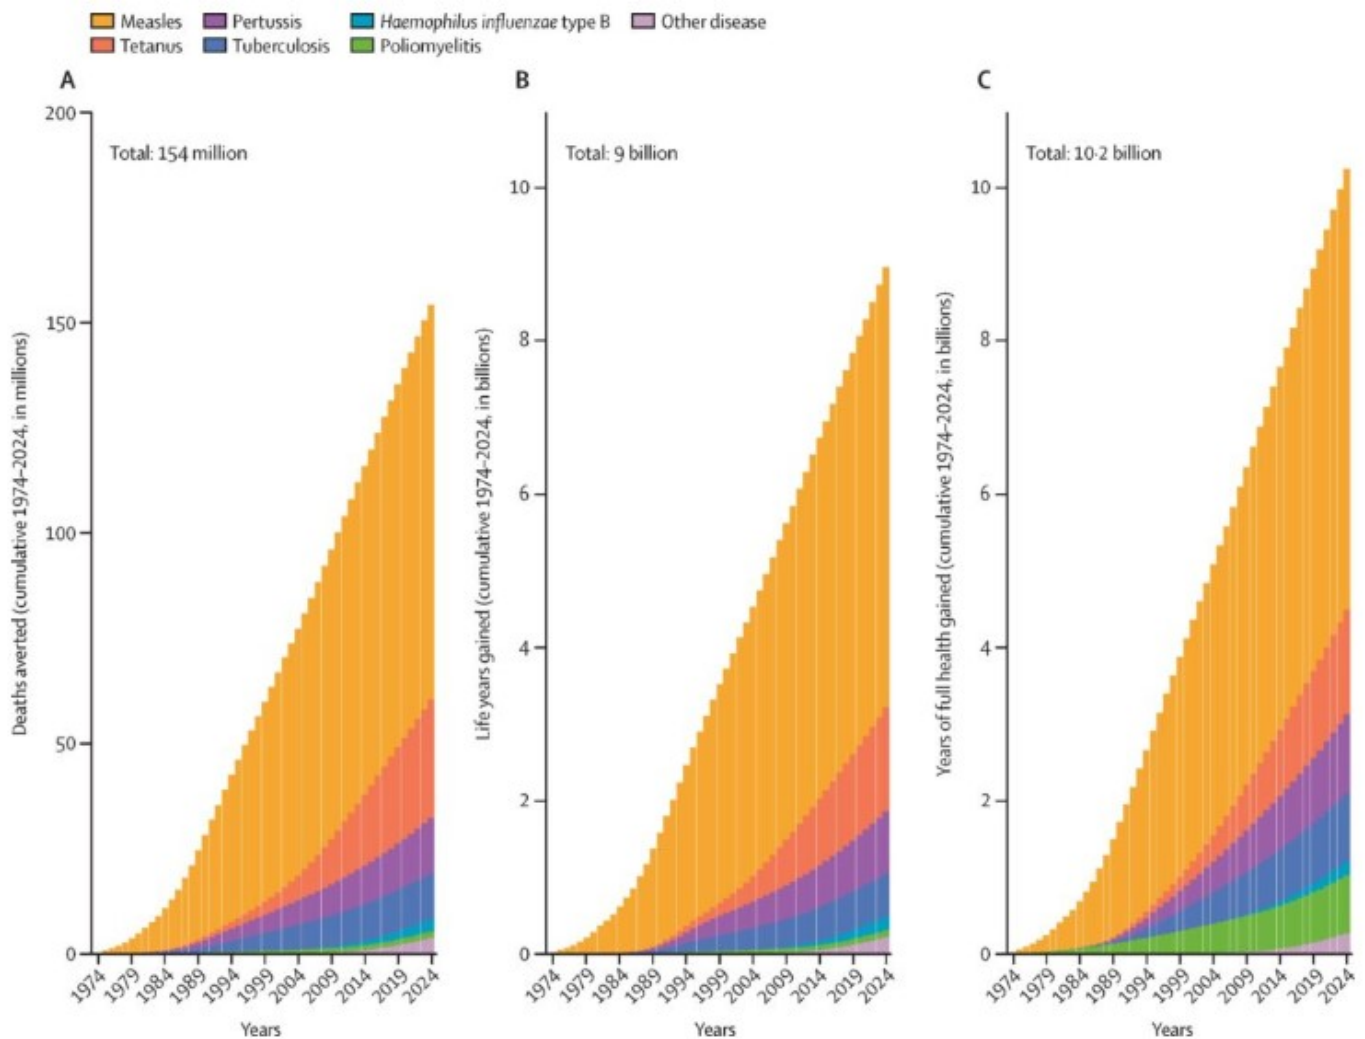 Measles
Pertussis
Haemophilus influenzae type B
Other disease
Tetanus
Tuberculosis
Poliomyelitis
A
Total: 154 million
Deaths averted (cumulative 1974–2024, in millions)
200
150
100
50
0
1974 1979 1984 1989 1994 1999 2004 2009 2014 2019 2024
Years
B
Total: 9 billion
Life years gained (cumulative 1974–2024, in billions)
10
8
6
4
2
0
1974 1979 1984 1989 1994 1999 2004 2009 2014 2019 2024
Years
C
Total: 10·2 billion
Years of full health gained (cumulative 1974–2024, in billions)
10
8
6
4
2
0
1974 1979 1984 1989 1994 1999 2004 2009 2014 2019 2024
Years